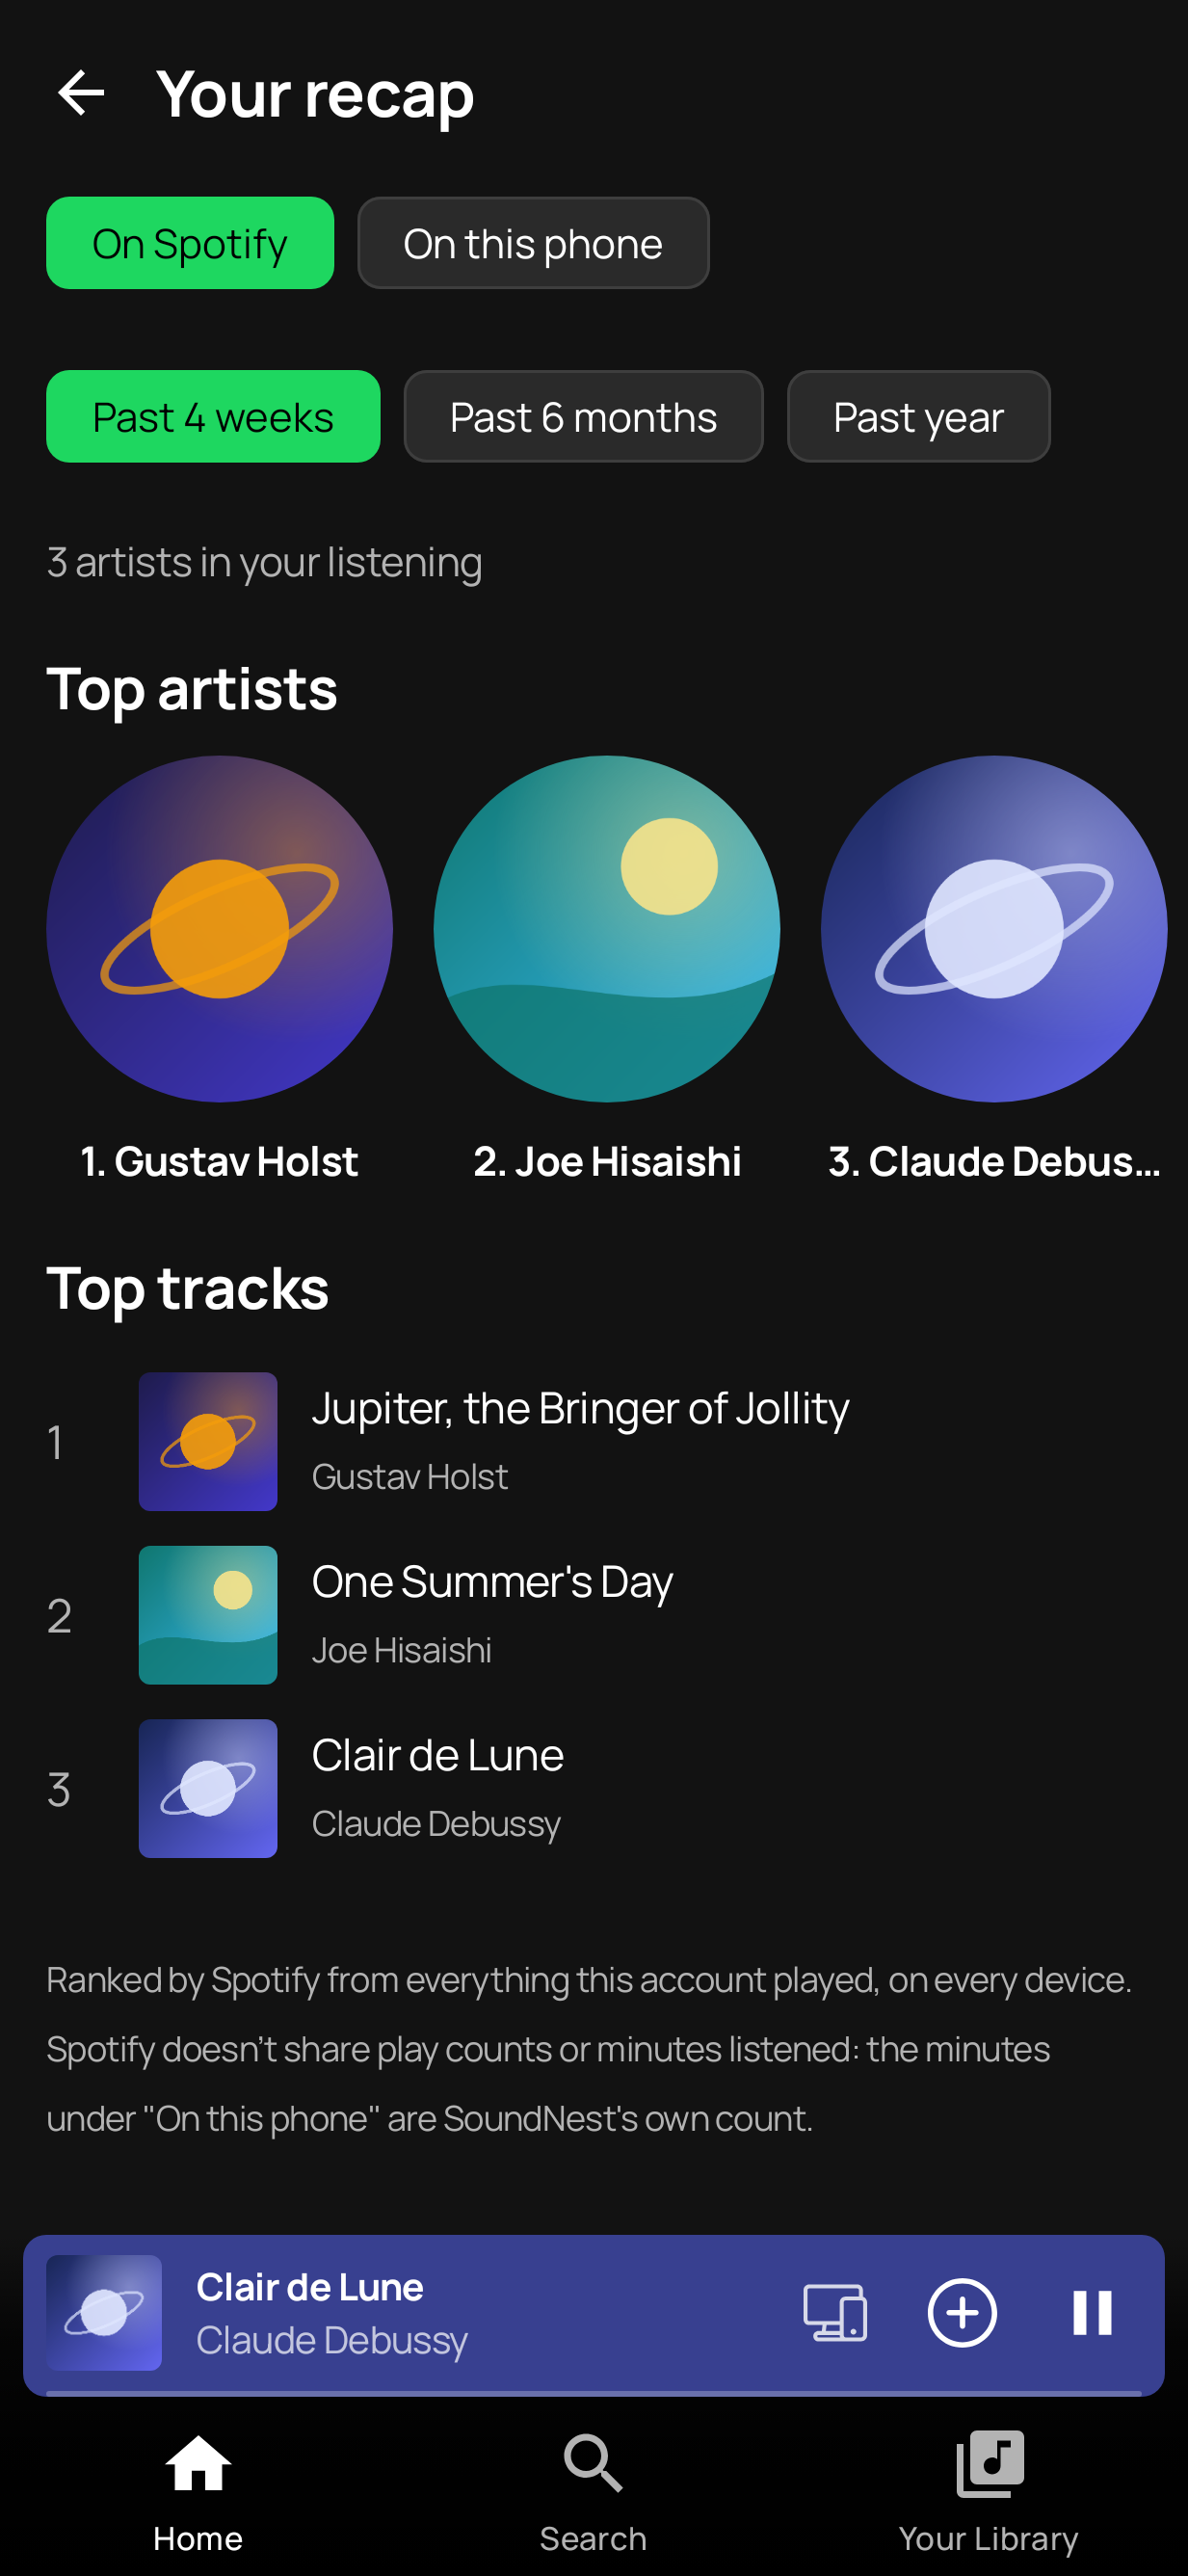 Your recap
On Spotify
On this phone
Past 4 weeks
Past 6 months
Past year
3 artists in your listening
Top artists
1. Gustav Holst
2. Joe Hisaishi
3. Claude Debus…
Top tracks
1
Jupiter, the Bringer of Jollity
Gustav Holst
2
One Summer's Day
Joe Hisaishi
3
Clair de Lune
Claude Debussy
Ranked by Spotify from everything this account played, on every device.
Spotify doesn’t share play counts or minutes listened: the minutes
under "On this phone" are SoundNest's own count.
Clair de Lune
Claude Debussy
Home
Search
Your Library